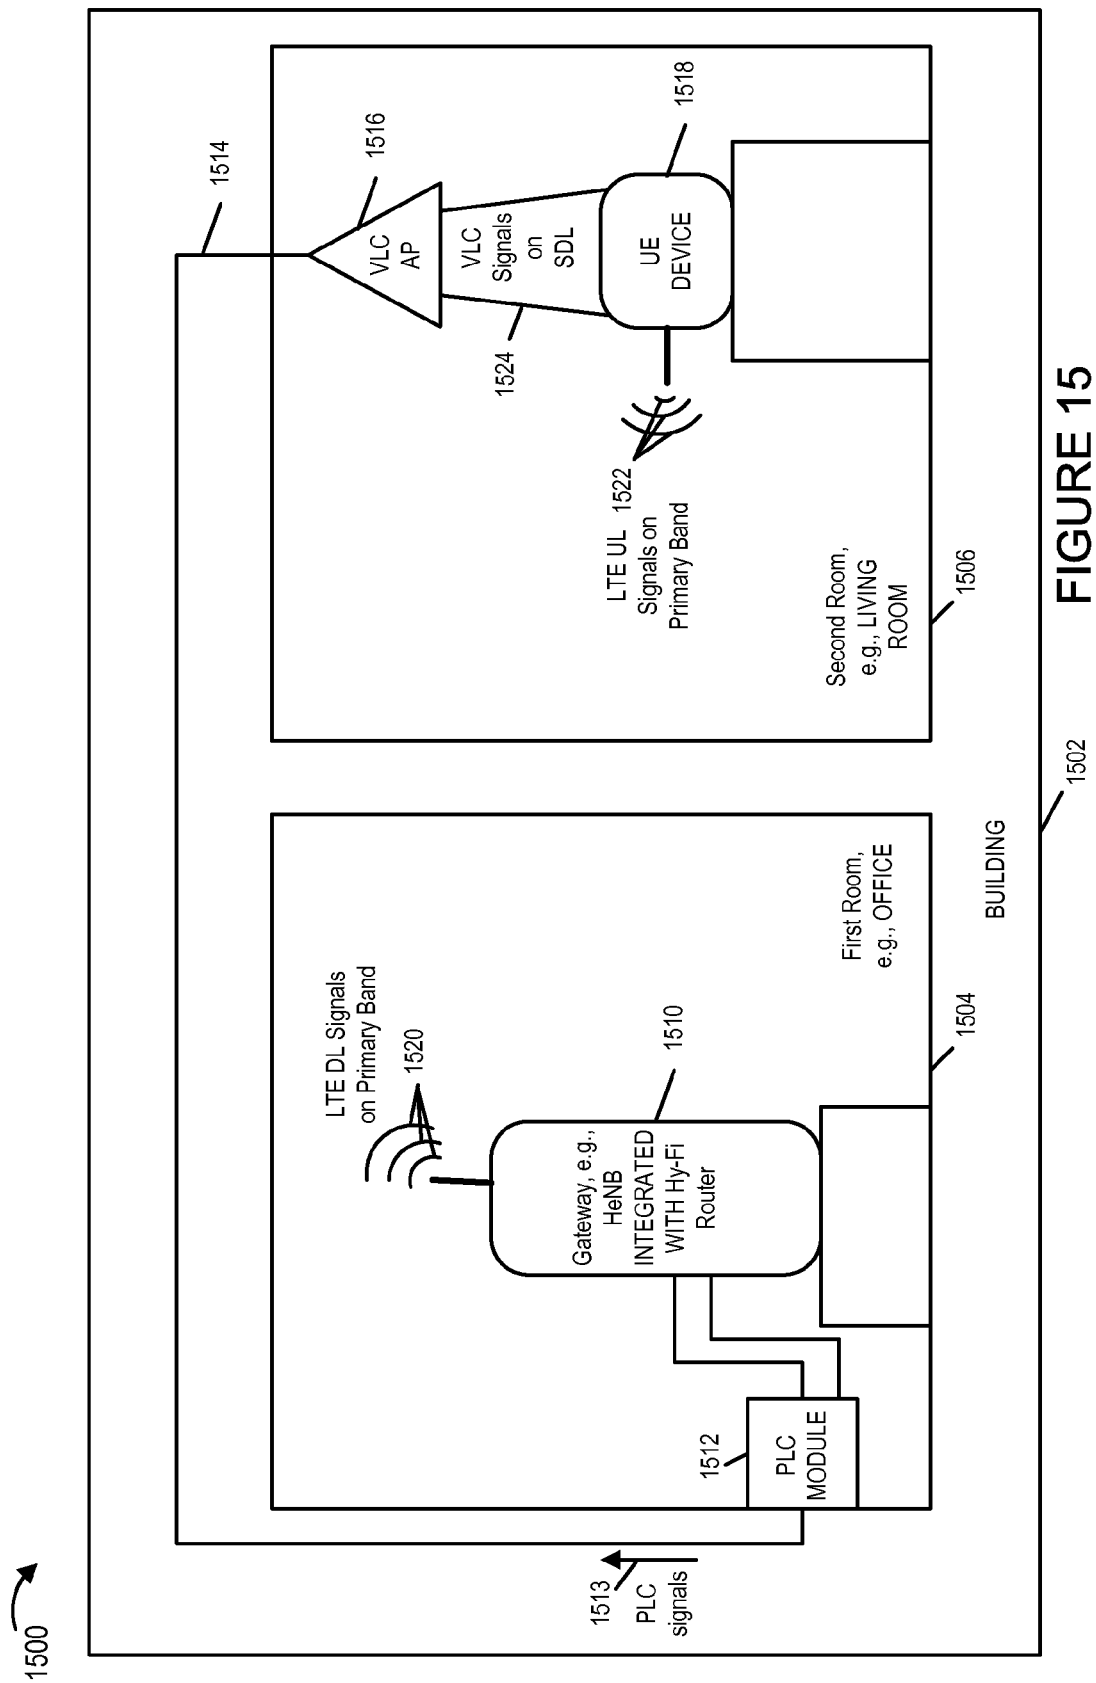 1500
1514
VLC
AP
1516
VLC
Signals
on
SDL
1524
UE
DEVICE
1518
LTE UL 1522
Signals on
Primary Band
Second Room,
e.g., LIVING
ROOM
1506
LTE DL Signals
on Primary Band
1520
Gateway, e.g.,
HeNB
INTEGRATED
WITH Hy-Fi
Router
1510
1512
PLC
MODULE
1513
PLC
signals
First Room,
e.g., OFFICE
1504
BUILDING
1502
FIGURE 15